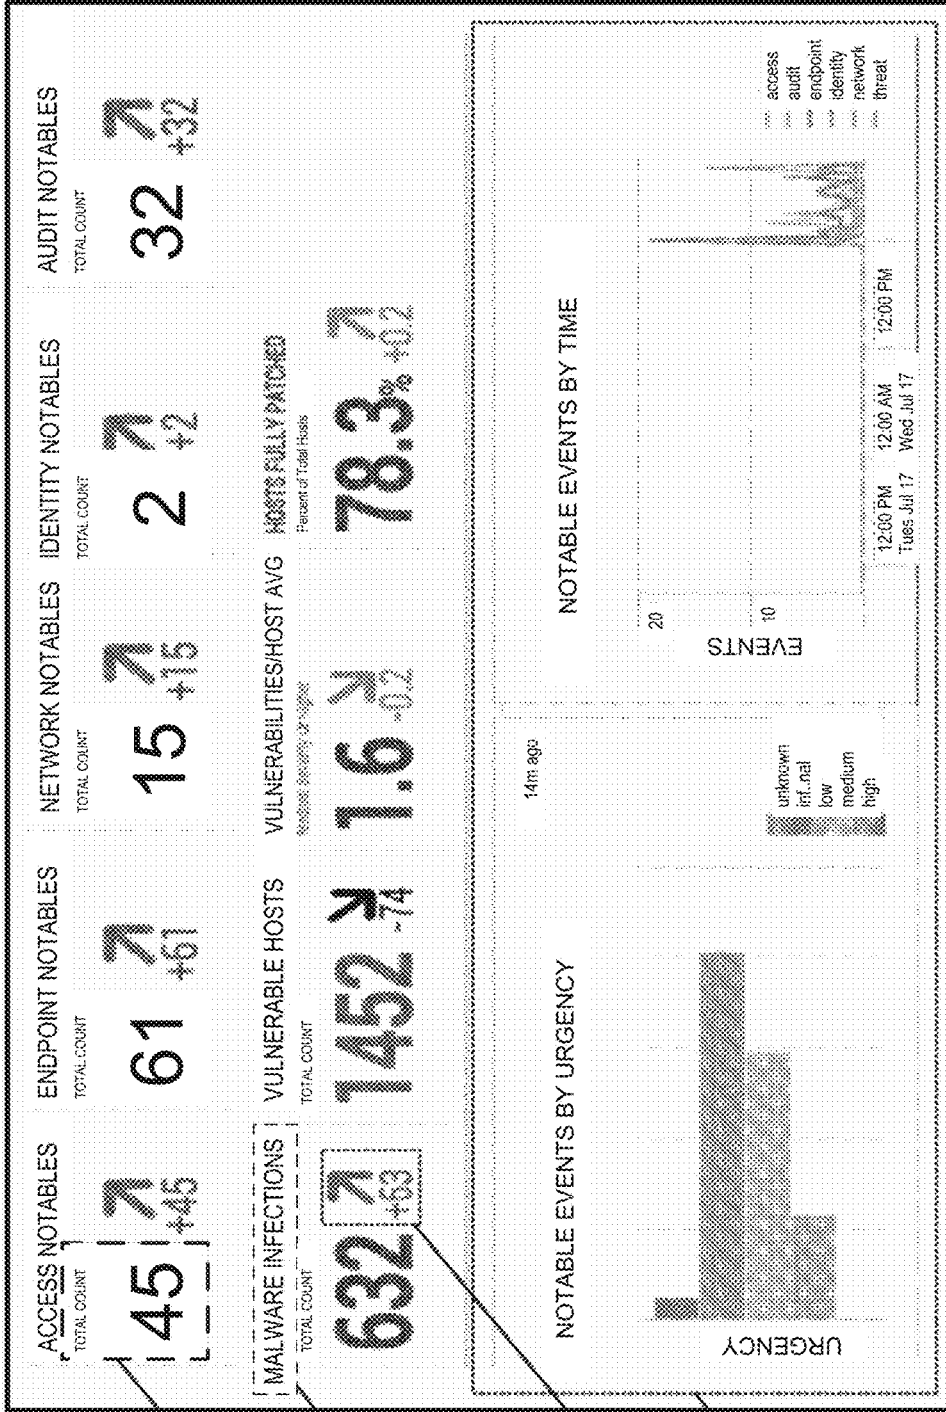 ACCESS NOTABLES
TOTAL COUNT
45
+45
ENDPOINT NOTABLES
TOTAL COUNT
61
+61
NETWORK NOTABLES
TOTAL COUNT
15
+15
IDENTITY NOTABLES
TOTAL COUNT
2
+2
AUDIT NOTABLES
TOTAL COUNT
32
+32
MALWARE INFECTIONS
TOTAL COUNT
632
+63
VULNERABLE HOSTS
TOTAL COUNT
1452
-74
VULNERABILITIES/HOST AVG
1.6
-0.2
HOSTS FULLY PATCHED
Percent of Total Hosts
78.3%
+0.2
NOTABLE EVENTS BY URGENCY
14m ago
URGENCY
unknown
inf..nal
low
medium
high
NOTABLE EVENTS BY TIME
EVENTS
20
10
12:00 PM
Tues Jul 17
12:00 AM
Wed Jul 17
12:00 PM
access
audit
endpoint
identity
network
threat